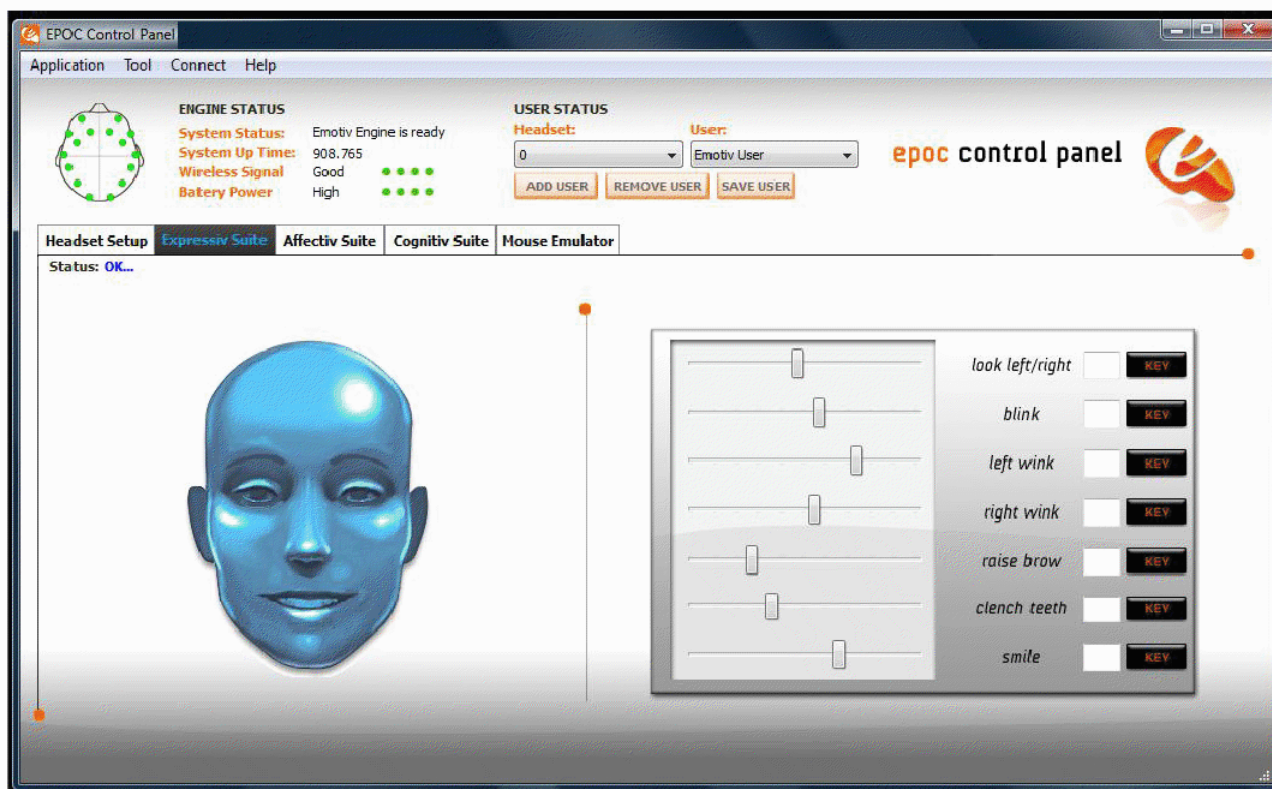 EPOC Control Panel
Application Tool Connect Help
ENGINE STATUS
System Status: Emotiv Engine is ready
System Up Time: 908.765
Wireless Signal Good
Batery Power High
USER STATUS
Headset: User:
0 Emotiv User
ADD USER REMOVE USER SAVE USER
epoc control panel
Headset Setup Expressiv Suite Affectiv Suite Cognitiv Suite Mouse Emulator
Status: OK...
look left/right KEY
blink KEY
left wink KEY
right wink KEY
raise brow KEY
clench teeth KEY
smile KEY